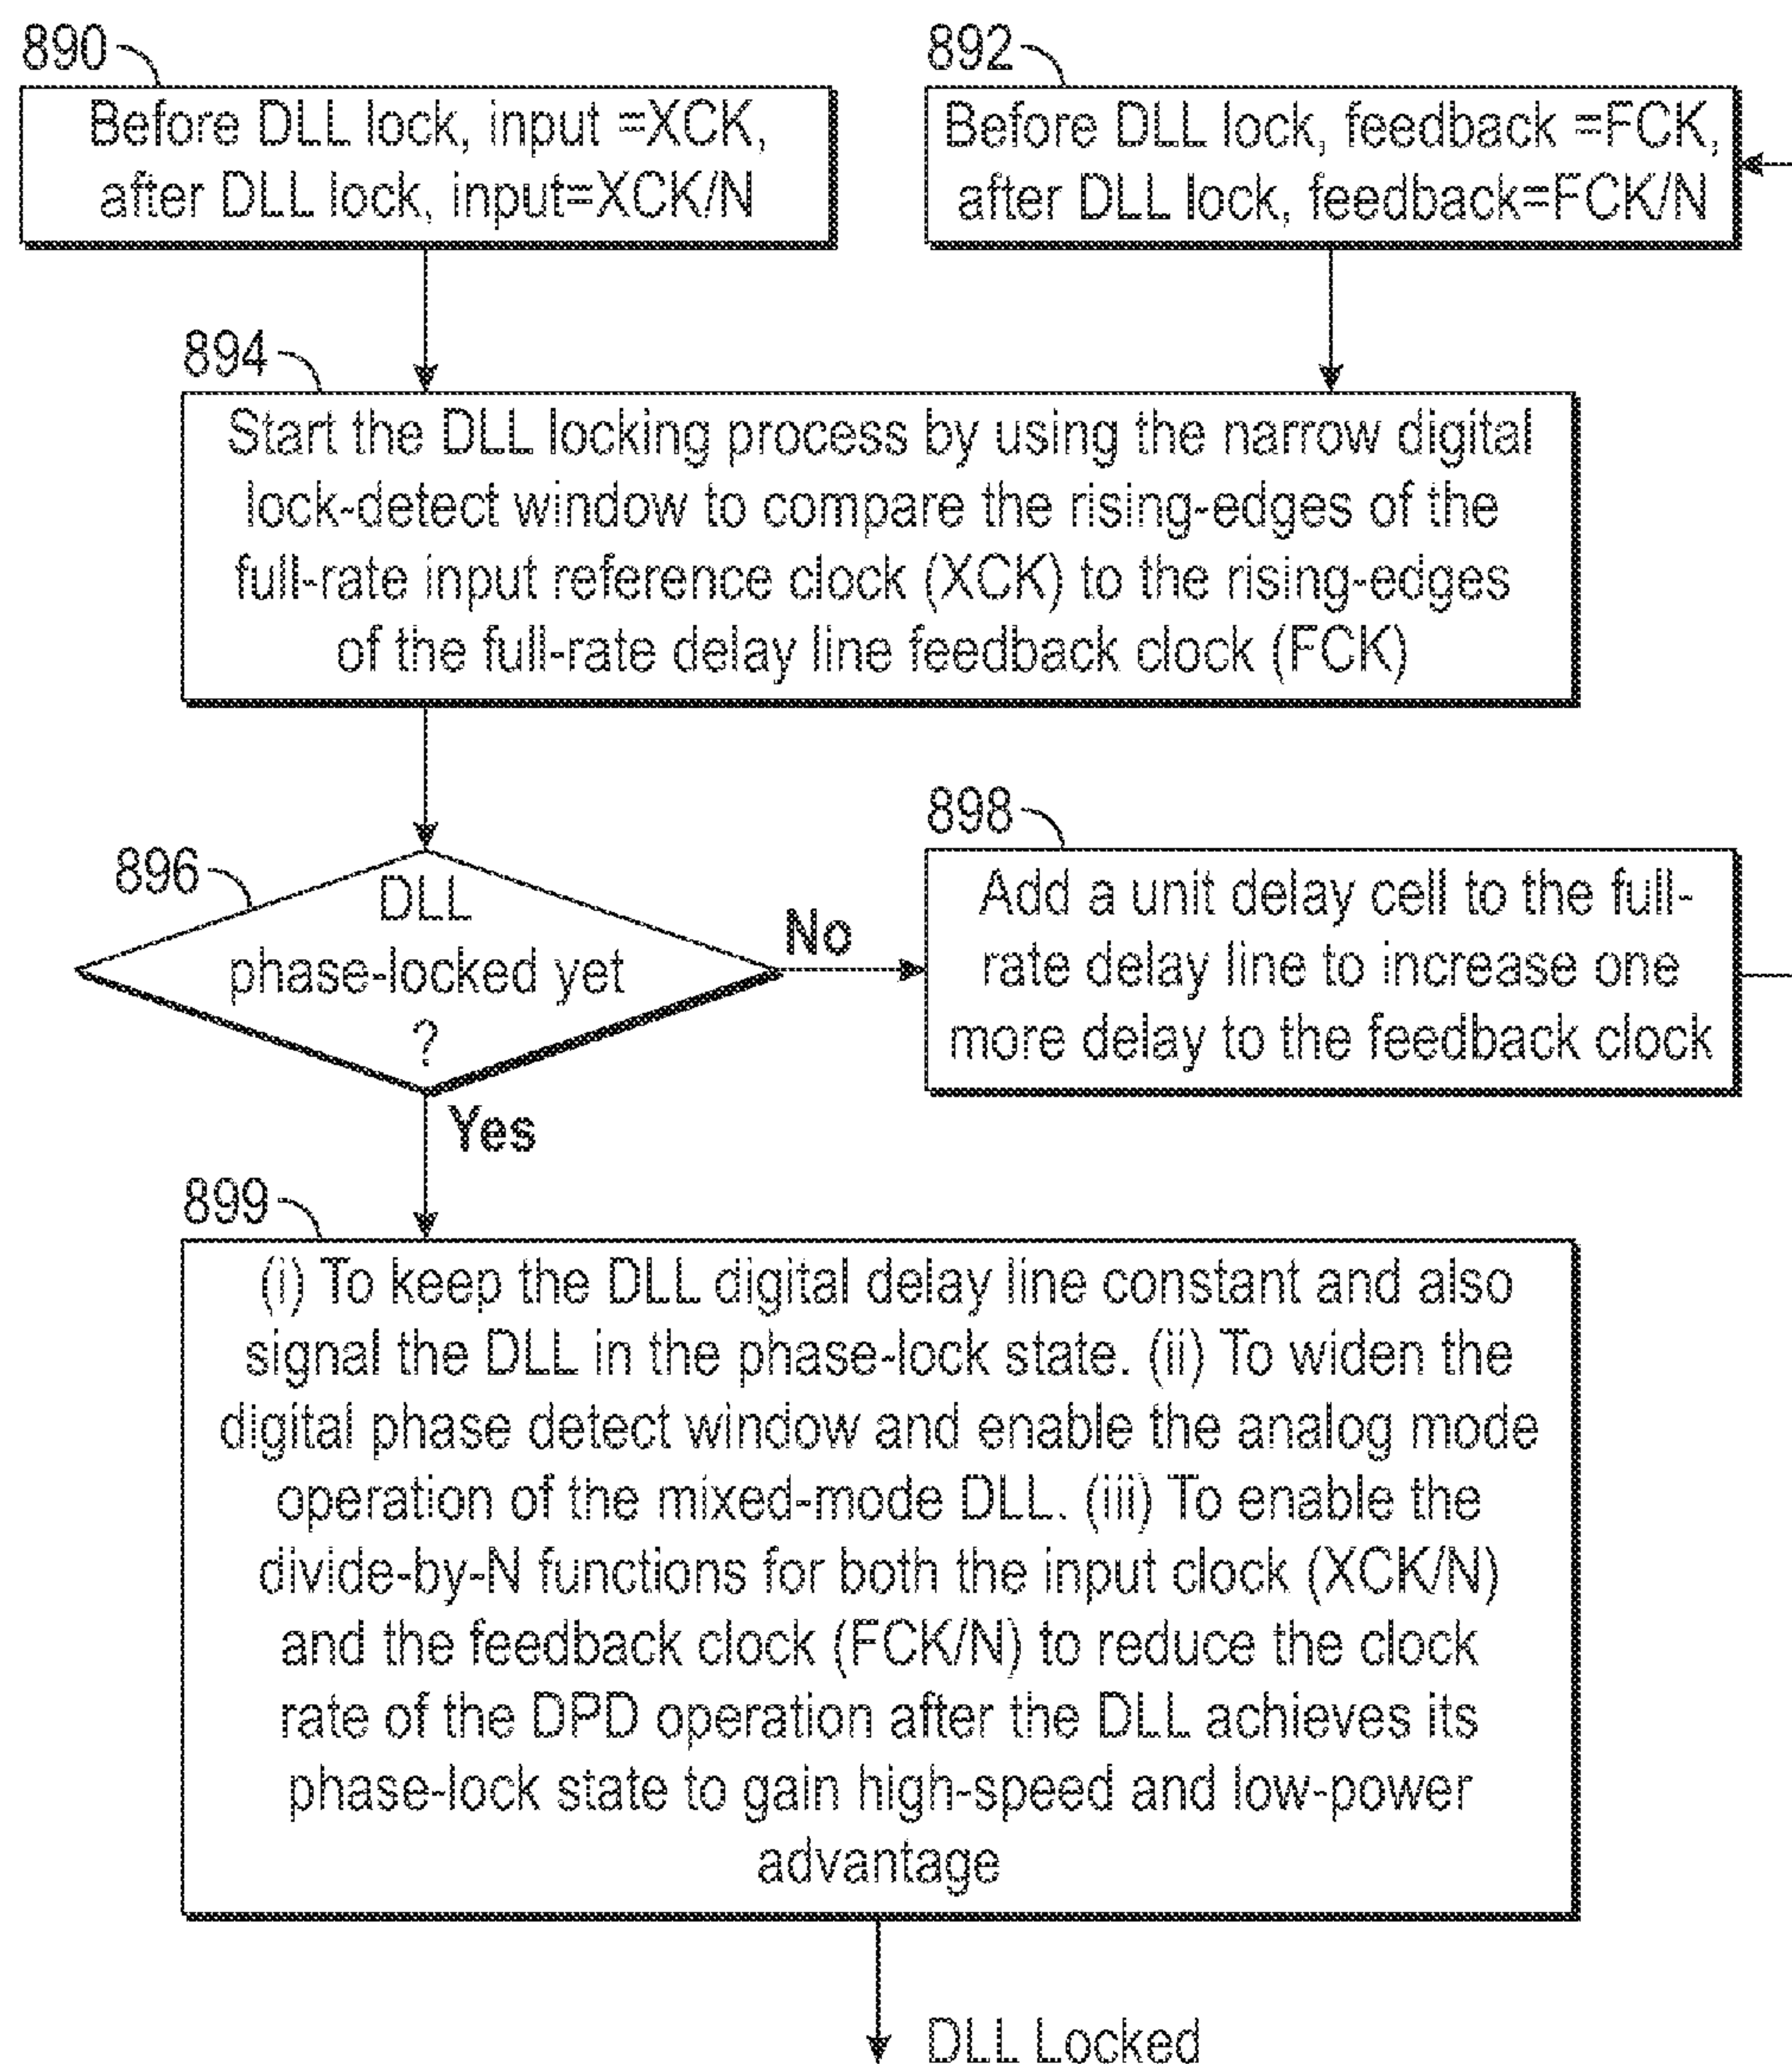 890
Before DLL lock, input =XCK,
after DLL lock, input=XCK/N
892
Before DLL lock, feedback =FCK,
after DLL lock, feedback=FCK/N
894
Start the DLL locking process by using the narrow digital
lock-detect window to compare the rising-edges of the
full-rate input reference clock (XCK) to the rising-edges
of the full-rate delay line feedback clock (FCK)
896
DLL
phase-locked yet
?
No
898
Add a unit delay cell to the full-
rate delay line to increase one
more delay to the feedback clock
Yes
899
(i) To keep the DLL digital delay line constant and also
signal the DLL in the phase-lock state. (ii) To widen the
digital phase detect window and enable the analog mode
operation of the mixed-mode DLL. (iii) To enable the
divide-by-N functions for both the input clock (XCK/N)
and the feedback clock (FCK/N) to reduce the clock
rate of the DPD operation after the DLL achieves its
phase-lock state to gain high-speed and low-power
advantage
DLL Locked